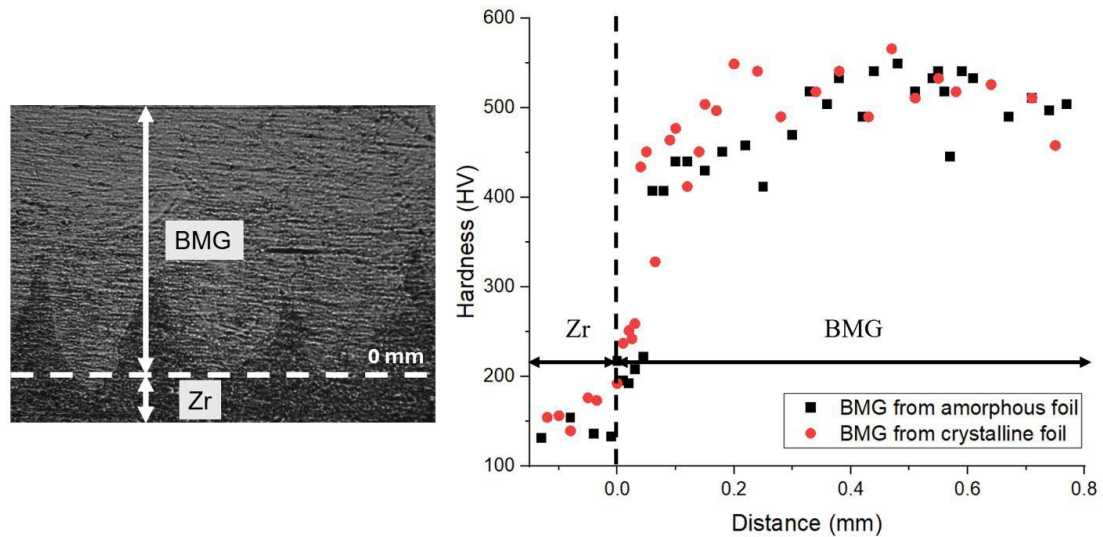 BMG
0 mm
Zr
Hardness (HV)
500
400
300
200
100
Zr
BMG
BMG from amorphous foil
BMG from crystalline foil
0.0
0.2
0.4
0.6
0.8
Distance (mm)